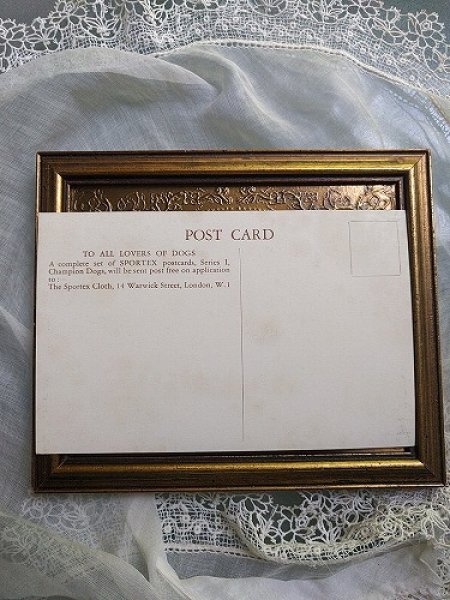 POST CARD
TO ALL LOVERS OF DOGS
A complete set of SPORTEX postcards, Series I,
Champion Dogs, will be sent post free on application
to:—
The Sportex Cloth, 14 Warwick Street, London, W.1